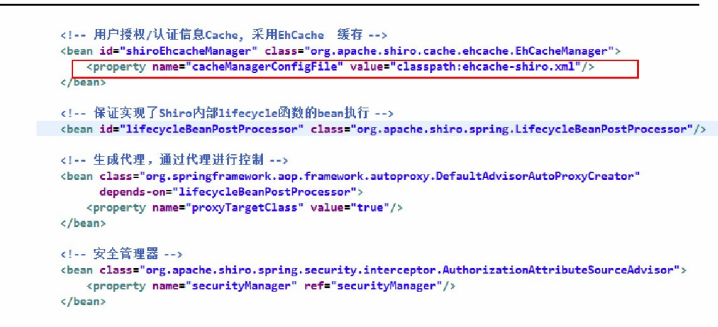 <!-- 用户授权/认证信息Cache, 采用EhCache  缓存 -->
<bean id="shiroEhcacheManager" class="org.apache.shiro.cache.ehcache.EhCacheManager">
<property name="cacheManagerConfigFile" value="classpath:ehcache-shiro.xml"/>
</bean>
<!-- 保证实现了Shiro内部lifecycle函数的bean执行 -->
<bean id="lifecycleBeanPostProcessor" class="org.apache.shiro.spring.LifecycleBeanPostProcessor"/>
<!-- 生成代理，通过代理进行控制 -->
<bean class="org.springframework.aop.framework.autoproxy.DefaultAdvisorAutoProxyCreator"
depends-on="lifecycleBeanPostProcessor">
<property name="proxyTargetClass" value="true"/>
</bean>
<!-- 安全管理器 -->
<bean class="org.apache.shiro.spring.security.interceptor.AuthorizationAttributeSourceAdvisor">
<property name="securityManager" ref="securityManager"/>
</bean>